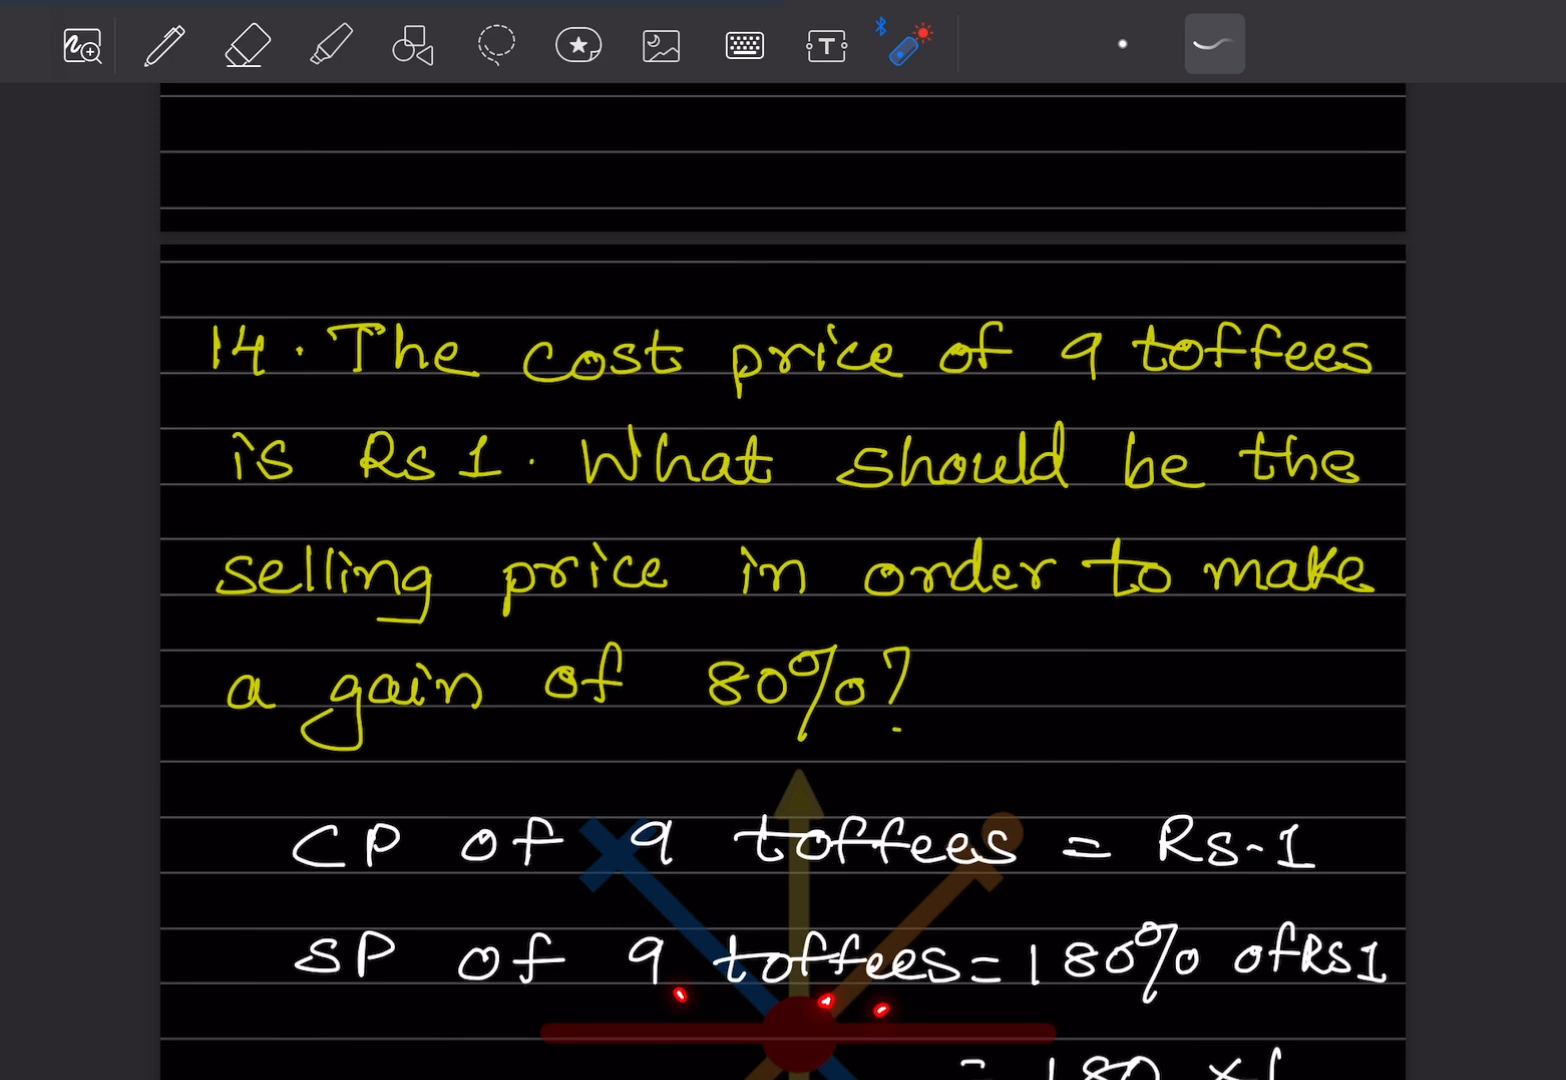 14. The cost price of 9 toffees
is Rs 1. What should be the
selling price in order to make
a gain of 80%?
CP of 9 toffees = Rs-1
SP of 9 toffees = 180% of RS 1
= 180 ×